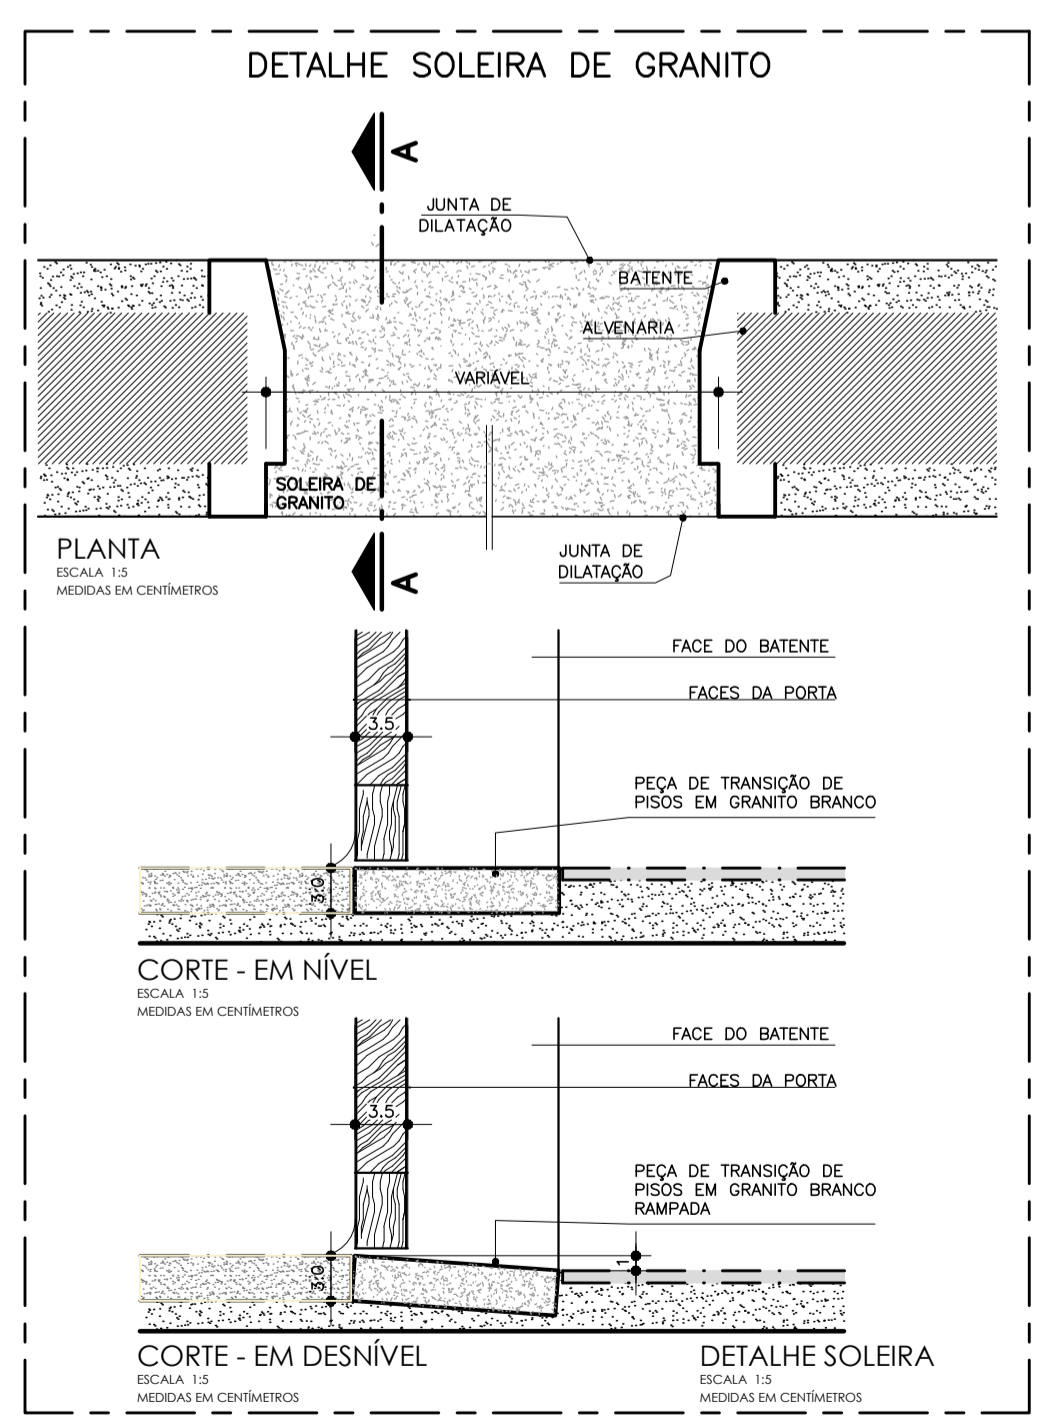 DETALHE SOLEIRA DE GRANITO
A
JUNTA DE
DILATAÇÃO
BATENTE
ALVENARIA
VARIÁVEL
SOLEIRA DE
GRANITO
PLANTA
ESCALA 1:5
MEDIDAS EM CENTÍMETROS
JUNTA DE
DILATAÇÃO
A
FACE DO BATENTE
FACES DA PORTA
3.5
PEÇA DE TRANSIÇÃO DE
PISOS EM GRANITO BRANCO
3.0
CORTE - EM NÍVEL
ESCALA 1:5
MEDIDAS EM CENTÍMETROS
FACE DO BATENTE
FACES DA PORTA
3.5
PEÇA DE TRANSIÇÃO DE
PISOS EM GRANITO BRANCO
RAMPADA
1
3.0
CORTE - EM DESNÍVEL
ESCALA 1:5
MEDIDAS EM CENTÍMETROS
DETALHE SOLEIRA
ESCALA 1:5
MEDIDAS EM CENTÍMETROS